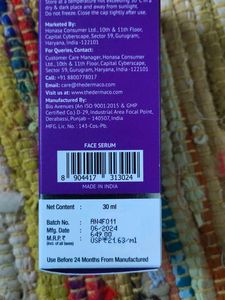 Store at a temperature not exceeding 30°C in a
dry & dark place and away from sunlight.
Do not freeze. Close the cap tightly after use.
Marketed By:
Honasa Consumer Ltd., 10th & 11th Floor,
Capital Cyberscape, Sector 59, Gurugram,
Haryana, India -122101
For Queries, Contact:
Customer Care Manager, Honasa Consumer
Ltd., 10th & 11th Floor, Capital
Cyberscape, Sector 59, Gurugram,
Haryana, India -122101
Call: +91 8800778017
Email: care@thedermaco.com
Website: www.thedermaco.com
Manufactured By:
Bio Avenues (An ISO 9001:2015 & GMP
Certified Co.) D-19, Industrial Area Focal Point,
Derabassi, Punjab – 140507, India
MFG. Lic. No.: 143-Cos-Pb.
FACE SERUM
8 904417 313024
MADE IN INDIA
Net Content : 30 ml
Batch No. : AN4F011
Mfg. Date : 06/2024
M.R.P. ₹ : 649.00
(Incl. of all taxes) USP₹21.63/ml
Use Before 24 Months From Manufactured